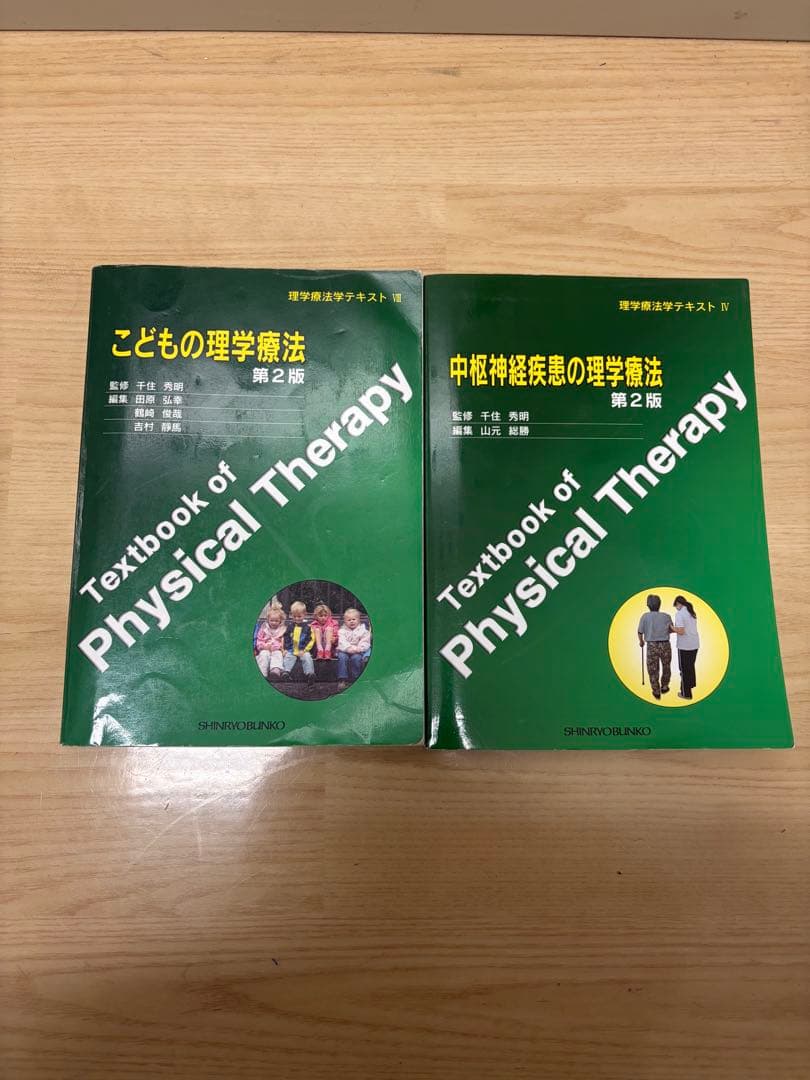 理学療法学テキスト Ⅷ
こどもの理学療法
第2版
監修 千住 秀明
編集 田原 弘幸
鶴崎 俊哉
吉村 静馬
Textbook of
Physical Therapy
SHINRYOBUNKO
理学療法学テキスト Ⅳ
中枢神経疾患の理学療法
第2版
監修 千住 秀明
編集 山元 総勝
Textbook of
Physical Therapy
SHINRYOBUNKO